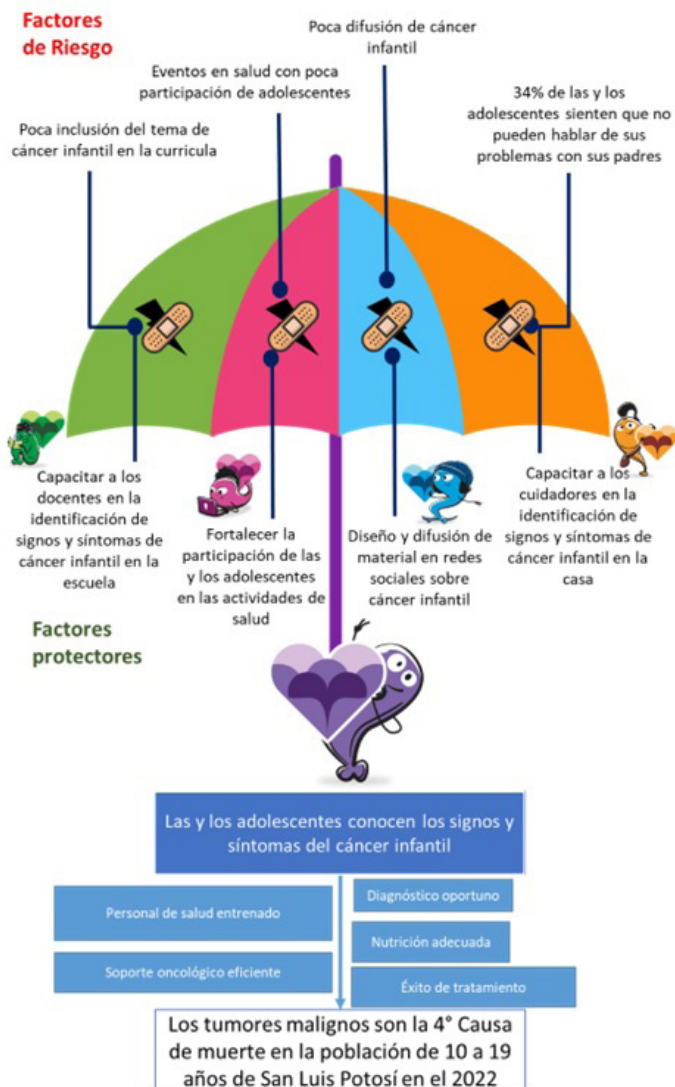 Factores
de Riesgo
Poca inclusión del tema de
cáncer infantil en la curricula
Eventos en salud con poca
participación de adolescentes
Poca difusión de cáncer
infantil
34% de las y los
adolescentes sienten que no
pueden hablar de sus
problemas con sus padres
Capacitar a los
docentes en la
identificación de
signos y síntomas de
cáncer infantil en la
escuela
Fortalecer la
participación de las
y los adolescentes
en las actividades de
salud
Diseño y difusión de
material en redes
sociales sobre
cáncer infantil
Capacitar a los
cuidadores en la
identificación de
signos y síntomas de
cáncer infantil en la
casa
Factores
protectores
Las y los adolescentes conocen los signos y
síntomas del cáncer infantil
Personal de salud entrenado
Diagnóstico oportuno
Nutrición adecuada
Soporte oncológico eficiente
Éxito de tratamiento
Los tumores malignos son la 4° Causa
de muerte en la población de 10 a 19
años de San Luis Potosí en el 2022